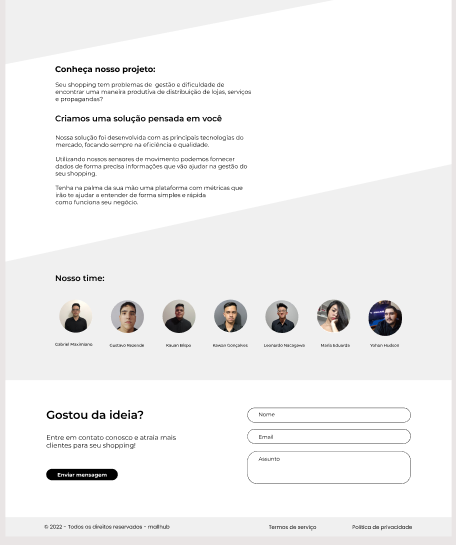 Conheça nosso projeto:
Seu shopping tem problemas de gestão e dificuldade de
encontrar uma maneira produtiva de distribuição de lojas, serviços
e propagandas?
Criamos uma solução pensada em você
Nossa solução foi desenvolvida com as principais tecnologias do
mercado, focando sempre na eficiência e qualidade.
Utilizando nossos sensores de movimento podemos fornecer
dados de forma precisa informações que vão ajudar na gestão do
seu shopping.
Tenha na palma da sua mão uma plataforma com métricas que
irão te ajudar a entender de forma simples e rápida
como funciona seu negócio.
Nosso time:
Gabriel Maximiano
Gustavo Rezende
Kauan
Kawan Gonçalves
Leonardo
Maria Eduarda
Yohan Hudson
Gostou da ideia?
Entre em contato conosco e atraia mais
clientes para seu shopping!
Enviar mensagem
Nome
Email
Assunto
© 2022 - Todos os direitos reservados - mallhub
Termos de serviço
Política de privacidade